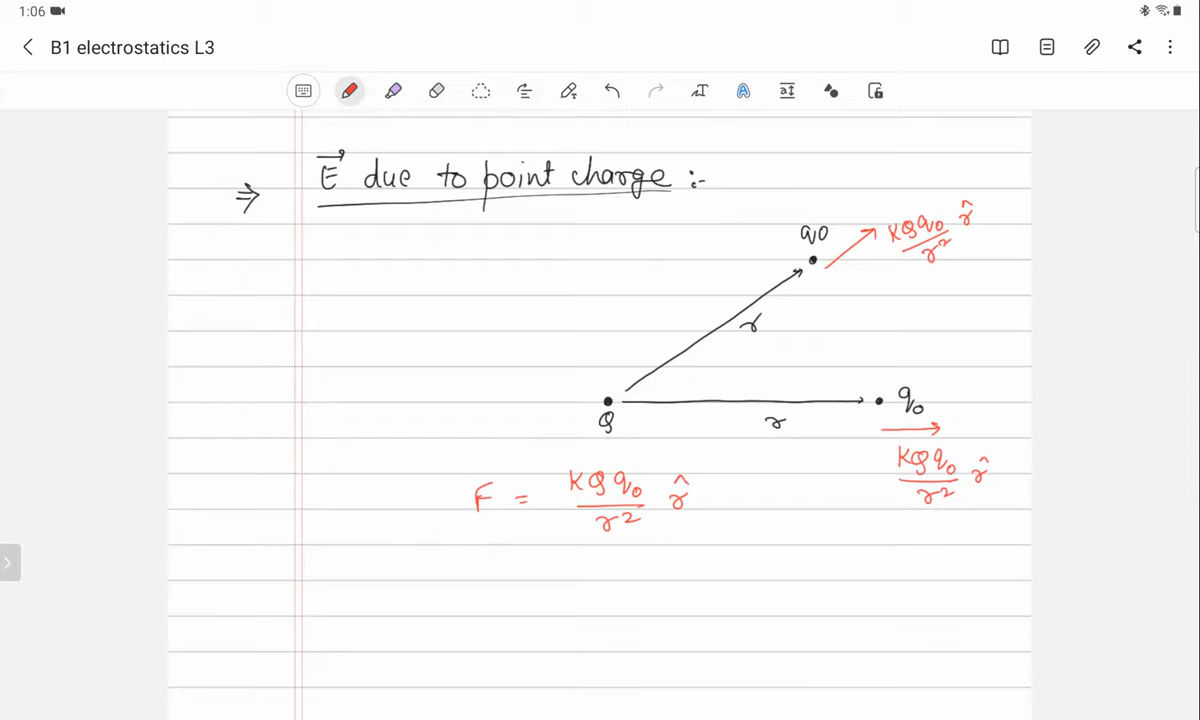 1:06
B1 electrostatics L3
⇒ E⃗ due to point charge :-
q0
KQq₀/r² r̂
r
Q
r
q₀
KQq₀/r² r̂
F = KQq₀/r² r̂